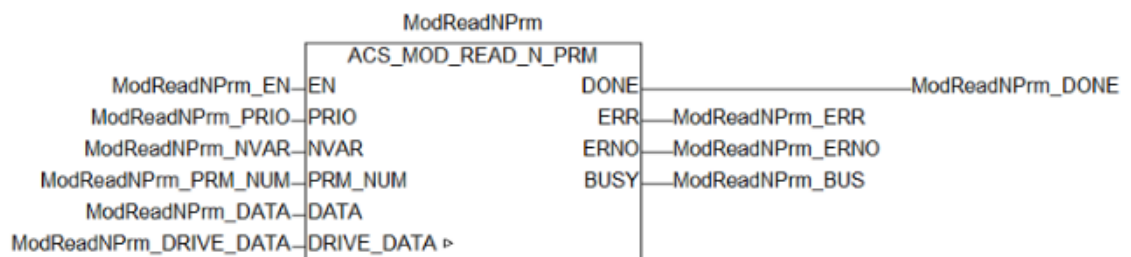 ModReadNPrm
ACS_MOD_READ_N_PRM
ModReadNPrm_EN EN DONE ModReadNPrm_DONE
ModReadNPrm_PRIO PRIO ERR ModReadNPrm_ERR
ModReadNPrm_NVAR NVAR ERNO ModReadNPrm_ERNO
ModReadNPrm_PRM_NUM PRM_NUM BUSY ModReadNPrm_BUS
ModReadNPrm_DATA DATA
ModReadNPrm_DRIVE_DATA DRIVE_DATA ▹